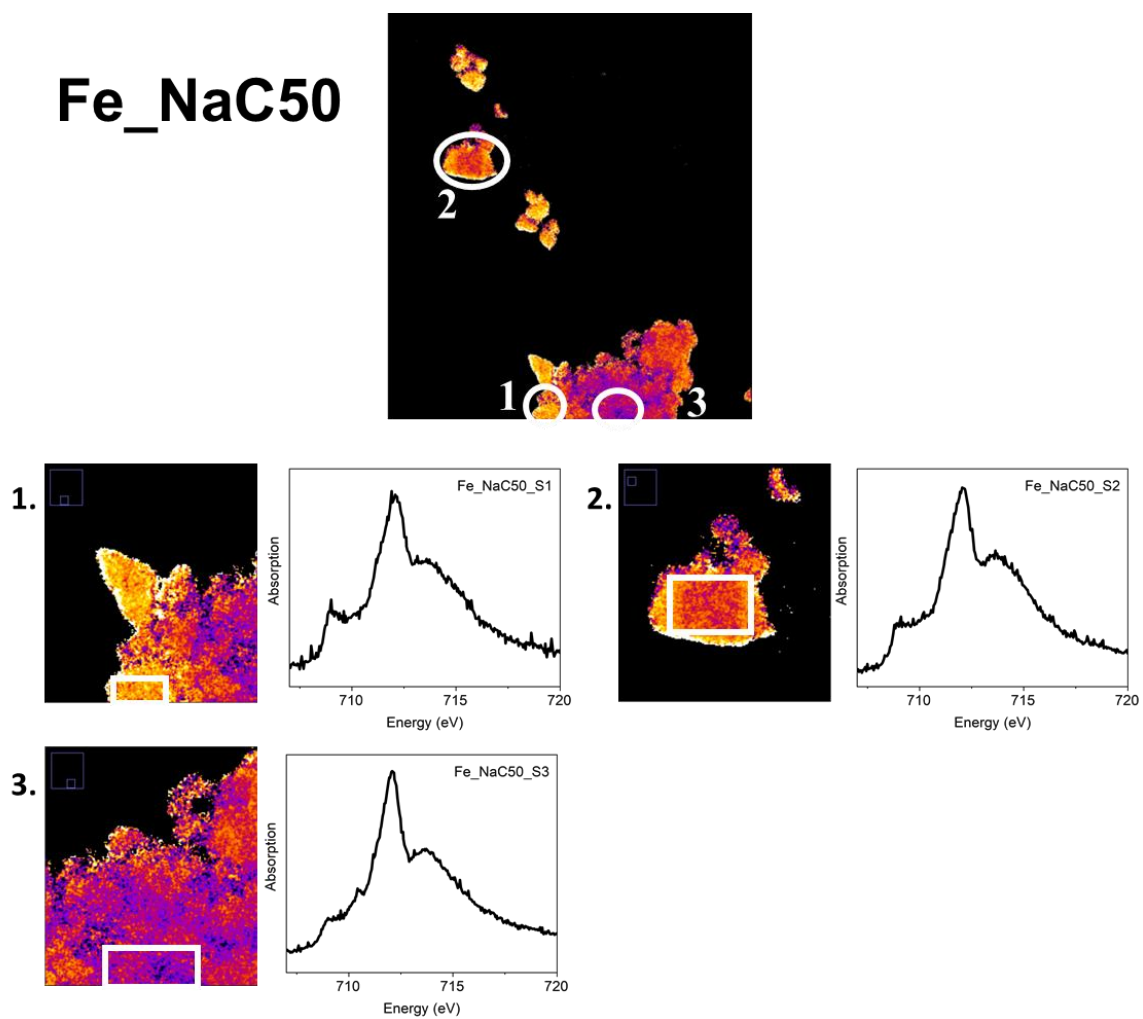 Fe_NaC50
2
1
3
1.
Absorption
Fe_NaC50_S1
710
715
720
Energy (eV)
2.
Absorption
Fe_NaC50_S2
710
715
720
Energy (eV)
3.
Absorption
Fe_NaC50_S3
710
715
720
Energy (eV)